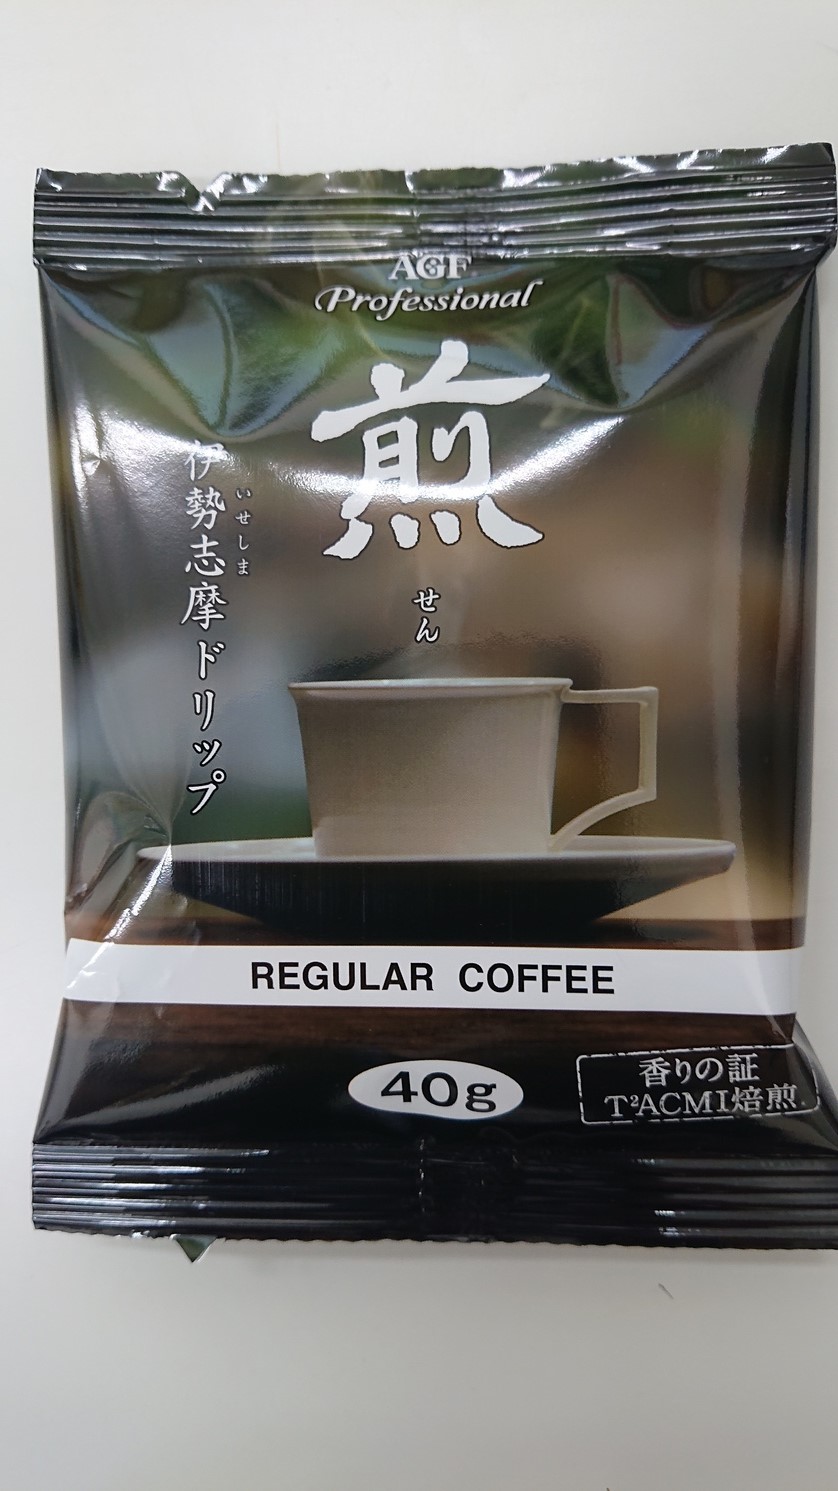 AGF
Professional
煎
せん
伊勢志摩ドリップ
いせしま
REGULAR COFFEE
40g
香りの証
T²ACMI焙煎